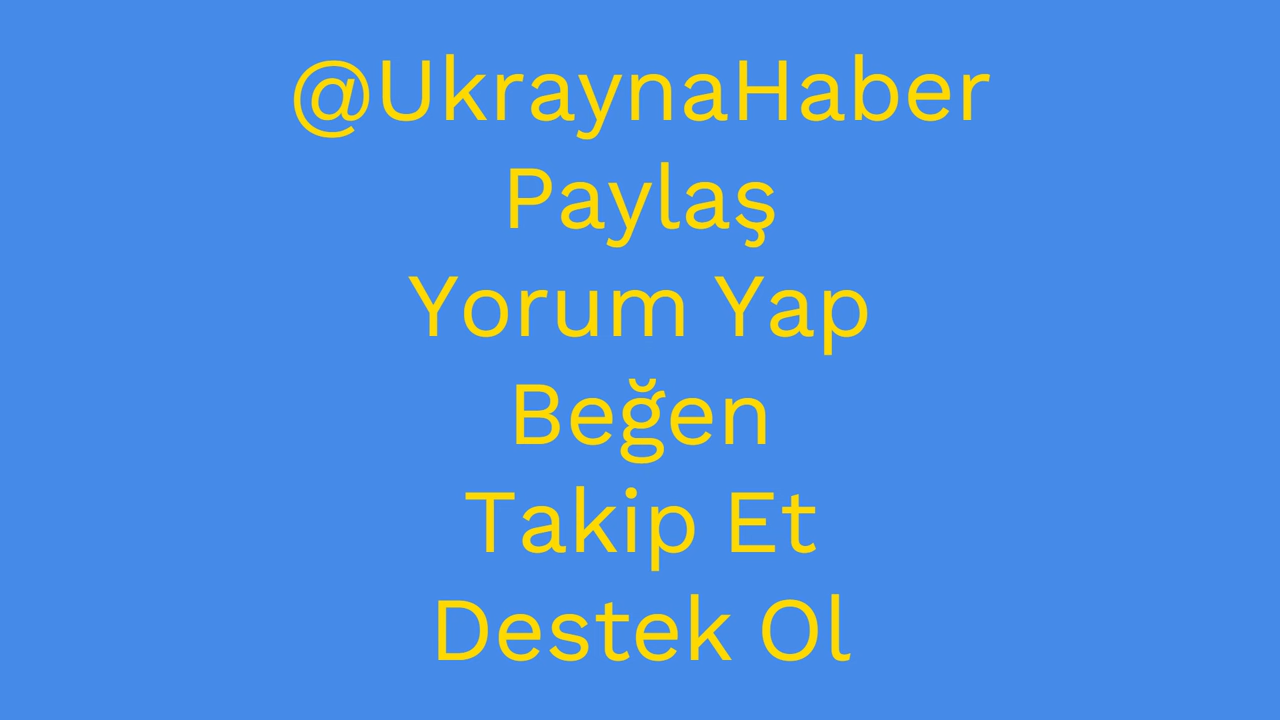 @UkraynaHaber
Paylaş
Yorum Yap
Beğen
Takip Et
Destek Ol